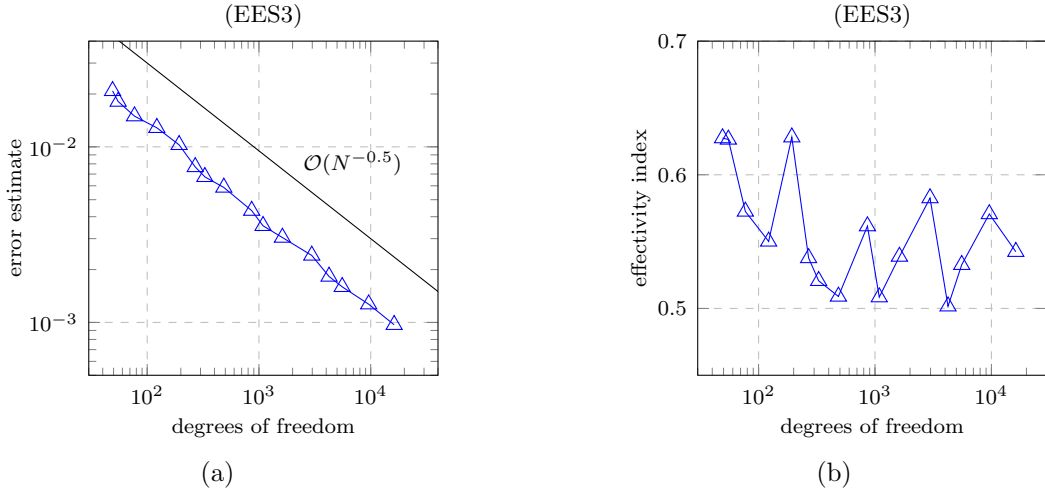 (EES3)
10^{-2}
10^{-3}
10^2
10^3
10^4
error estimate
degrees of freedom
\mathcal{O}(N^{-0.5})
(a)
(EES3)
0.7
0.6
0.5
10^2
10^3
10^4
effectivity index
degrees of freedom
(b)